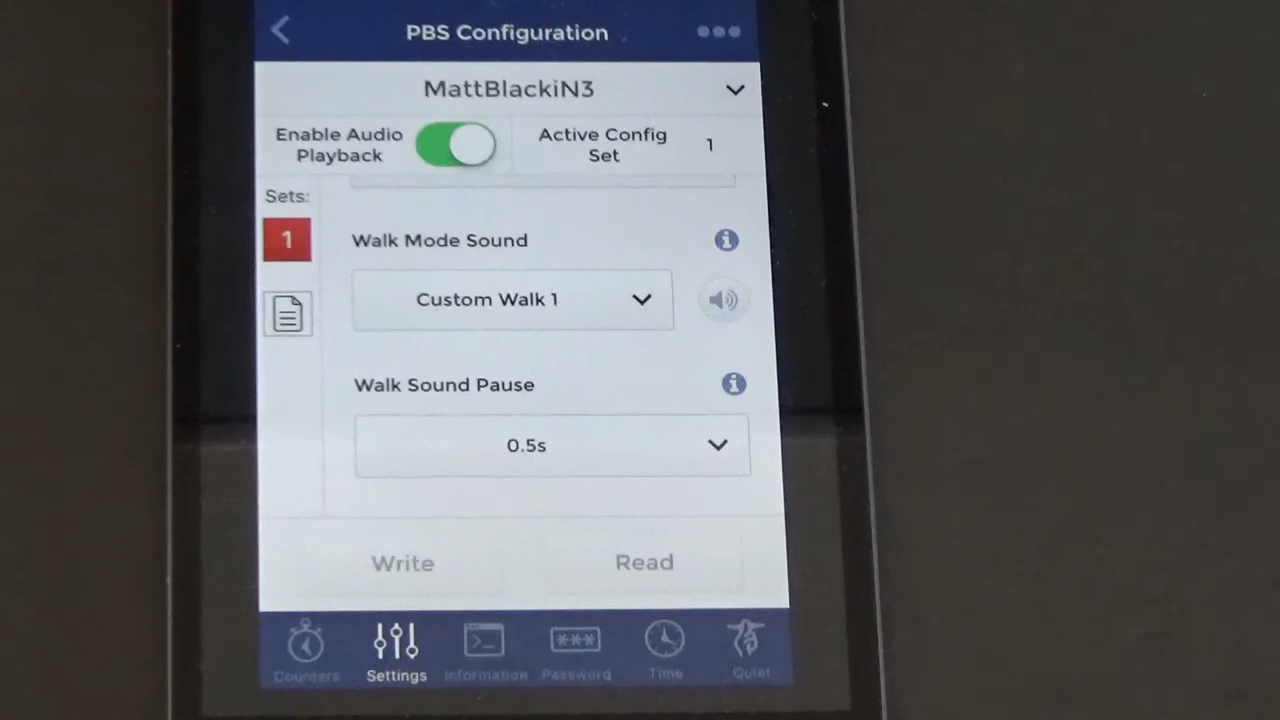 PBS Configuration
MattBlackiN3
Enable Audio
Playback
Active Config
Set
1
Sets:
1
Walk Mode Sound
Custom Walk 1
Walk Sound Pause
0.5s
Write
Read
Counters
Settings
Information
Password
Time
Quiet